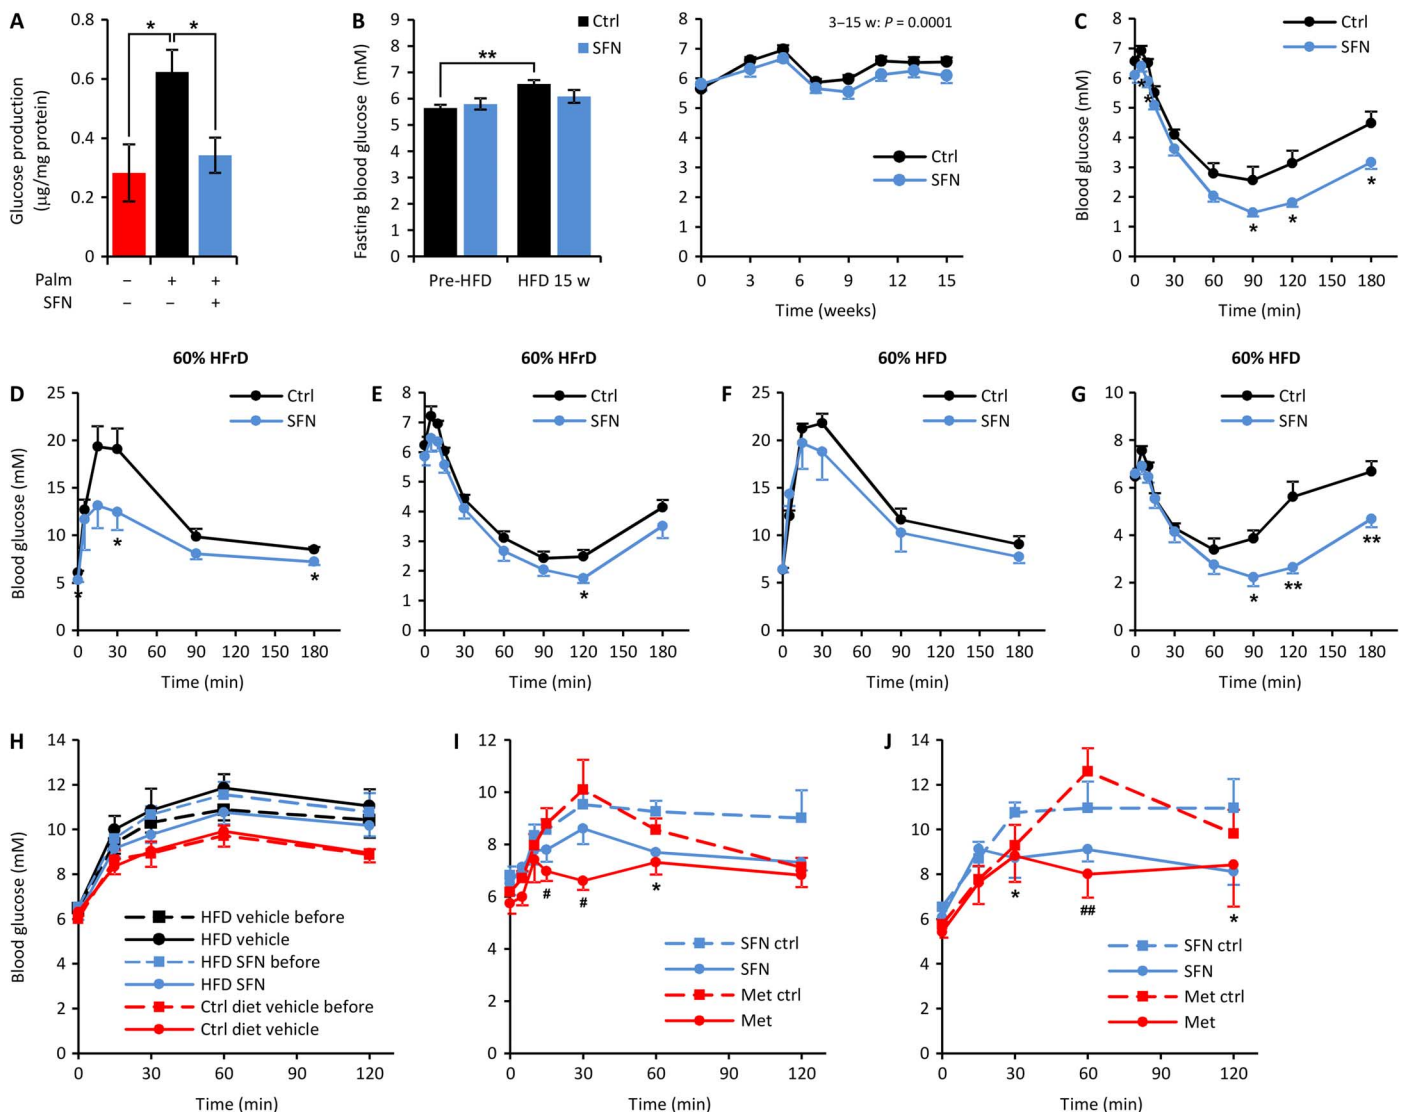 A
Glucose production
(µg/mg protein)
0.8
0.6
0.4
0.2
0
*
*
Palm − + +
SFN − − +
B
Fasting blood glucose (mM)
9
8
7
6
5
4
3
2
1
0
**
Ctrl
SFN
Pre-HFD HFD 15 w
9
8
7
6
5
4
3
2
1
0
3–15 w: P = 0.0001
Ctrl
SFN
0 3 6 9 12 15
Time (weeks)
C
Blood glucose (mM)
8
7
6
5
4
3
2
1
0
Ctrl
SFN
*
*
*
*
*
0 30 60 90 120 150 180
Time (min)
60% HFrD
D
Blood glucose (mM)
25
20
15
10
5
0
Ctrl
SFN
*
*
*
0 30 60 90 120 150 180
Time (min)
60% HFrD
E
8
7
6
5
4
3
2
1
0
Ctrl
SFN
*
0 30 60 90 120 150 180
Time (min)
60% HFD
F
25
20
15
10
5
0
Ctrl
SFN
0 30 60 90 120 150 180
Time (min)
60% HFD
G
10
8
6
4
2
0
Ctrl
SFN
*
**
**
0 30 60 90 120 150 180
Time (min)
H
Blood glucose (mM)
14
12
10
8
6
4
2
0
HFD vehicle before
HFD vehicle
HFD SFN before
HFD SFN
Ctrl diet vehicle before
Ctrl diet vehicle
0 30 60 90 120
Time (min)
I
12
10
8
6
4
2
0
#
#
*
SFN ctrl
SFN
Met ctrl
Met
0 30 60 90 120
Time (min)
J
14
12
10
8
6
4
2
0
*
##
*
SFN ctrl
SFN
Met ctrl
Met
0 30 60 90 120
Time (min)